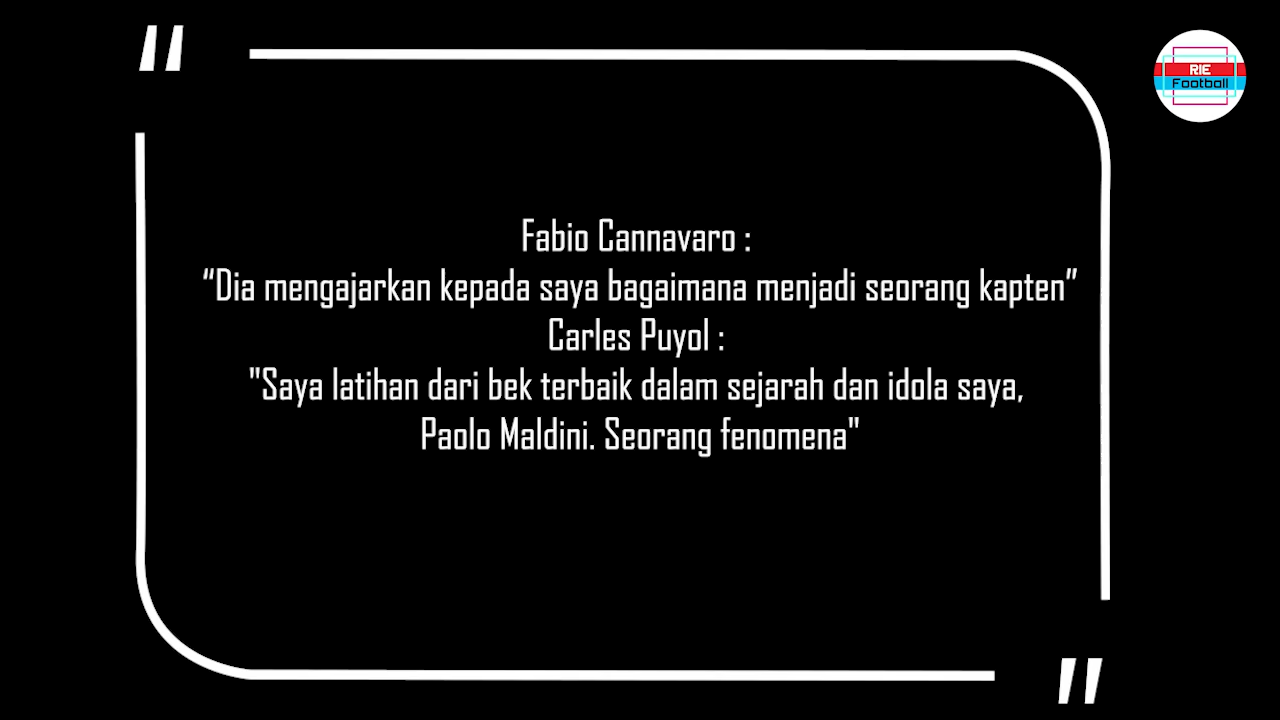 RIE
Football
Fabio Cannavaro :
“Dia mengajarkan kepada saya bagaimana menjadi seorang kapten”
Carles Puyol :
"Saya latihan dari bek terbaik dalam sejarah dan idola saya,
Paolo Maldini. Seorang fenomena"